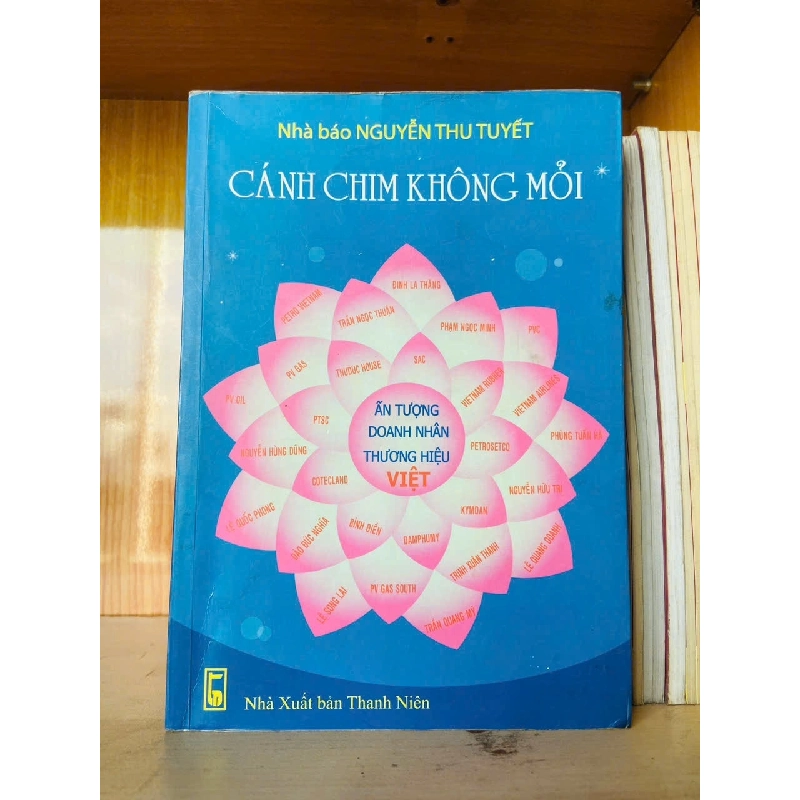 Nhà báo NGUYỄN THU TUYẾT
CÁNH CHIM KHÔNG MỎI
ĐINH LA THĂNG
PETRO VIETNAM
TRẦN NGỌC THUẬN
PHẠM NGỌC MINH
PVC
PV GAS
THUDUC HOUSE
SAC
VIETNAM RUBBER
VIETNAM AIRLINES
PV OIL
PTSC
ẤN TƯỢNG
DOANH NHÂN
THƯƠNG HIỆU
VIỆT
PETROSETCO
PHÙNG TUẤN HÀ
NGUYỄN HÙNG DŨNG
COTECLAND
KYMDAN
NGUYỄN HỮU TRÍ
LÊ QUỐC PHONG
ĐÀO ĐỨC NGHĨA
BÌNH ĐIỀN
DAMPHUMY
TRỊNH XUÂN THANH
LÊ QUANG DOANH
LÊ CÔNG LAI
PV GAS SOUTH
TRẦN QUANG MỸ
Nhà Xuất bản Thanh Niên